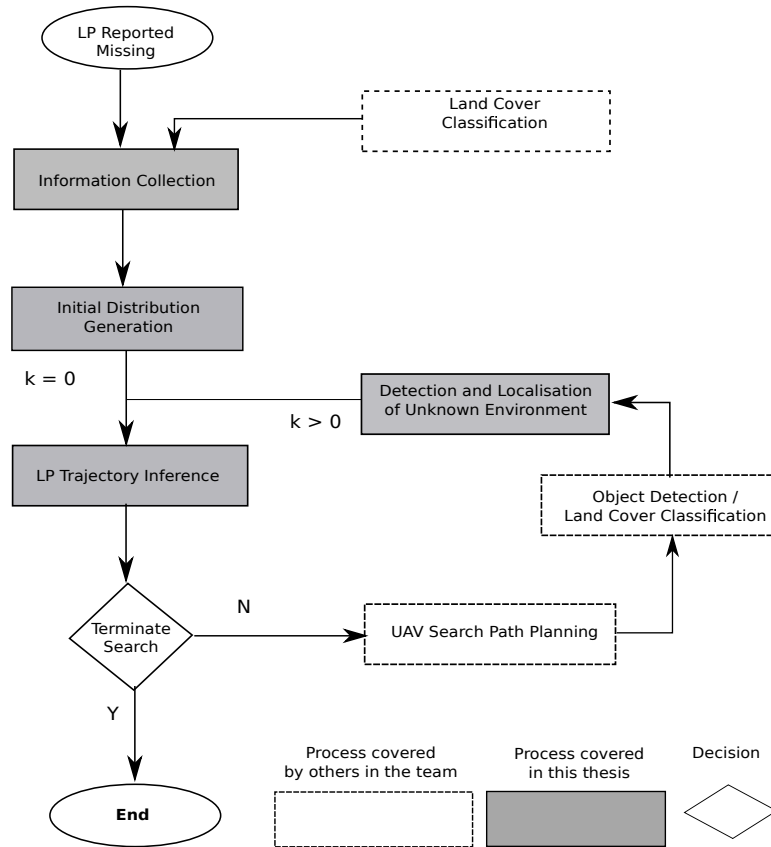 LP Reported
Missing
Land Cover
Classification
Information Collection
Initial Distribution
Generation
k = 0
Detection and Localisation
of Unknown Environment
k > 0
LP Trajectory Inference
Object Detection /
Land Cover Classification
N
Terminate
Search
UAV Search Path Planning
Y
End
Process covered
by others in the team
Process covered
in this thesis
Decision